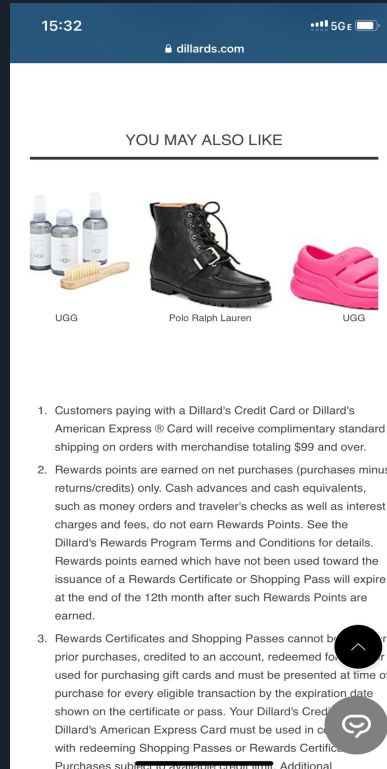 15:32
5GE
dillards.com
YOU MAY ALSO LIKE
UGG
Polo Ralph Lauren
UGG
1. Customers paying with a Dillard's Credit Card or Dillard's
American Express ® Card will receive complimentary standard
shipping on orders with merchandise totaling $99 and over.
2. Rewards points are earned on net purchases (purchases minus
returns/credits) only. Cash advances and cash equivalents,
such as money orders and traveler's checks as well as interest
charges and fees, do not earn Rewards Points. See the
Dillard's Rewards Program Terms and Conditions for details.
Rewards points earned which have not been used toward the
issuance of a Rewards Certificate or Shopping Pass will expire
at the end of the 12th month after such Rewards Points are
earned.
3. Rewards Certificates and Shopping Passes cannot
prior purchases, credited to an account, redeemed
used for purchasing gift cards and must be presented at time
purchase for every eligible transaction by the expiration date
shown on the certificate or pass. Your Dillard's
Dillard's American Express Card must be used in
with redeeming Shopping Passes or Rewards
Purchases subject to available credit limit. Additional